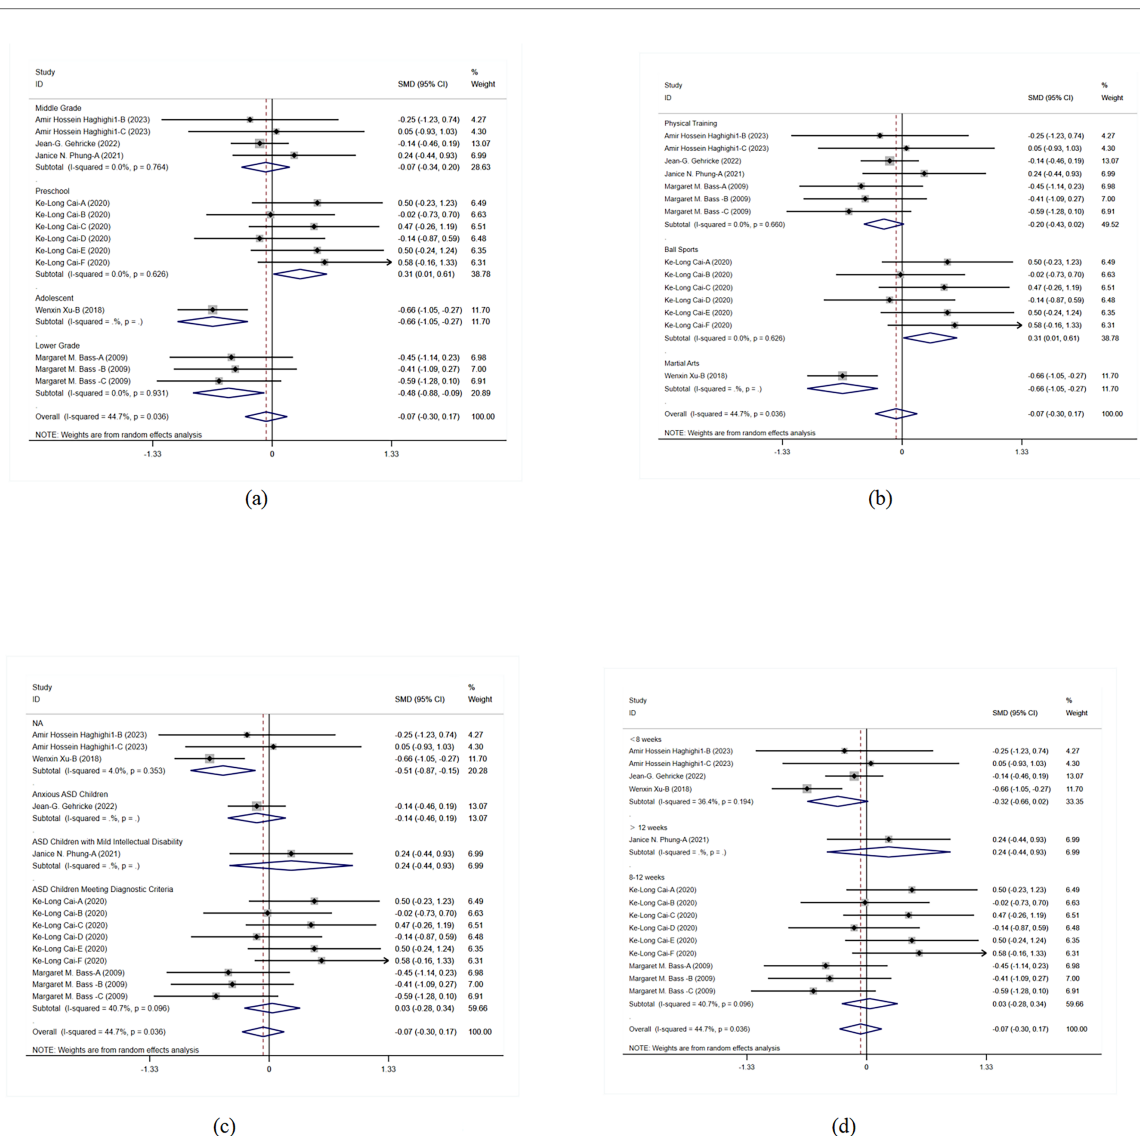 Study %
ID SMD (95% CI) Weight
Middle Grade
Amir Hossein Haghighi1-B (2023) -0.25 (-1.23, 0.74) 4.27
Amir Hossein Haghighi1-C (2023) 0.05 (-0.93, 1.03) 4.30
Jean-G. Gehricke (2022) -0.14 (-0.46, 0.19) 13.07
Janice N. Phung-A (2021) 0.24 (-0.44, 0.93) 6.99
Subtotal (I-squared = 0.0%, p = 0.764) -0.07 (-0.34, 0.20) 28.63
.
Preschool
Ke-Long Cai-A (2020) 0.50 (-0.23, 1.23) 6.49
Ke-Long Cai-B (2020) -0.02 (-0.73, 0.70) 6.63
Ke-Long Cai-C (2020) 0.47 (-0.26, 1.19) 6.51
Ke-Long Cai-D (2020) -0.14 (-0.87, 0.59) 6.48
Ke-Long Cai-E (2020) 0.50 (-0.24, 1.24) 6.35
Ke-Long Cai-F (2020) 0.58 (-0.16, 1.33) 6.31
Subtotal (I-squared = 0.0%, p = 0.626) 0.31 (0.01, 0.61) 38.78
.
Adolescent
Wenxin Xu-B (2018) -0.66 (-1.05, -0.27) 11.70
Subtotal (I-squared = .%, p = .) -0.66 (-1.05, -0.27) 11.70
.
Lower Grade
Margaret M. Bass-A (2009) -0.45 (-1.14, 0.23) 6.98
Margaret M. Bass -B (2009) -0.41 (-1.09, 0.27) 7.00
Margaret M. Bass -C (2009) -0.59 (-1.28, 0.10) 6.91
Subtotal (I-squared = 0.0%, p = 0.931) -0.48 (-0.88, -0.09) 20.89
.
Overall (I-squared = 44.7%, p = 0.036) -0.07 (-0.30, 0.17) 100.00
NOTE: Weights are from random effects analysis
-1.33 0 1.33
(a)
Study %
ID SMD (95% CI) Weight
Physical Training
Amir Hossein Haghighi1-B (2023) -0.25 (-1.23, 0.74) 4.27
Amir Hossein Haghighi1-C (2023) 0.05 (-0.93, 1.03) 4.30
Jean-G. Gehricke (2022) -0.14 (-0.46, 0.19) 13.07
Janice N. Phung-A (2021) 0.24 (-0.44, 0.93) 6.99
Margaret M. Bass-A (2009) -0.45 (-1.14, 0.23) 6.98
Margaret M. Bass -B (2009) -0.41 (-1.09, 0.27) 7.00
Margaret M. Bass -C (2009) -0.59 (-1.28, 0.10) 6.91
Subtotal (I-squared = 0.0%, p = 0.660) -0.20 (-0.43, 0.02) 49.52
.
Ball Sports
Ke-Long Cai-A (2020) 0.50 (-0.23, 1.23) 6.49
Ke-Long Cai-B (2020) -0.02 (-0.73, 0.70) 6.63
Ke-Long Cai-C (2020) 0.47 (-0.26, 1.19) 6.51
Ke-Long Cai-D (2020) -0.14 (-0.87, 0.59) 6.48
Ke-Long Cai-E (2020) 0.50 (-0.24, 1.24) 6.35
Ke-Long Cai-F (2020) 0.58 (-0.16, 1.33) 6.31
Subtotal (I-squared = 0.0%, p = 0.626) 0.31 (0.01, 0.61) 38.78
.
Martial Arts
Wenxin Xu-B (2018) -0.66 (-1.05, -0.27) 11.70
Subtotal (I-squared = .%, p = .) -0.66 (-1.05, -0.27) 11.70
.
Overall (I-squared = 44.7%, p = 0.036) -0.07 (-0.30, 0.17) 100.00
NOTE: Weights are from random effects analysis
-1.33 0 1.33
(b)
Study %
ID SMD (95% CI) Weight
NA
Amir Hossein Haghighi1-B (2023) -0.25 (-1.23, 0.74) 4.27
Amir Hossein Haghighi1-C (2023) 0.05 (-0.93, 1.03) 4.30
Wenxin Xu-B (2018) -0.66 (-1.05, -0.27) 11.70
Subtotal (I-squared = 4.0%, p = 0.353) -0.51 (-0.87, -0.15) 20.28
.
Anxious ASD Children
Jean-G. Gehricke (2022) -0.14 (-0.46, 0.19) 13.07
Subtotal (I-squared = .%, p = .) -0.14 (-0.46, 0.19) 13.07
.
ASD Children with Mild Intellectual Disability
Janice N. Phung-A (2021) 0.24 (-0.44, 0.93) 6.99
Subtotal (I-squared = .%, p = .) 0.24 (-0.44, 0.93) 6.99
.
ASD Children Meeting Diagnostic Criteria
Ke-Long Cai-A (2020) 0.50 (-0.23, 1.23) 6.49
Ke-Long Cai-B (2020) -0.02 (-0.73, 0.70) 6.63
Ke-Long Cai-C (2020) 0.47 (-0.26, 1.19) 6.51
Ke-Long Cai-D (2020) -0.14 (-0.87, 0.59) 6.48
Ke-Long Cai-E (2020) 0.50 (-0.24, 1.24) 6.35
Ke-Long Cai-F (2020) 0.58 (-0.16, 1.33) 6.31
Margaret M. Bass-A (2009) -0.45 (-1.14, 0.23) 6.98
Margaret M. Bass -B (2009) -0.41 (-1.09, 0.27) 7.00
Margaret M. Bass -C (2009) -0.59 (-1.28, 0.10) 6.91
Subtotal (I-squared = 40.7%, p = 0.096) 0.03 (-0.28, 0.34) 59.66
.
Overall (I-squared = 44.7%, p = 0.036) -0.07 (-0.30, 0.17) 100.00
NOTE: Weights are from random effects analysis
-1.33 0 1.33
(c)
Study %
ID SMD (95% CI) Weight
<8 weeks
Amir Hossein Haghighi1-B (2023) -0.25 (-1.23, 0.74) 4.27
Amir Hossein Haghighi1-C (2023) 0.05 (-0.93, 1.03) 4.30
Jean-G. Gehricke (2022) -0.14 (-0.46, 0.19) 13.07
Wenxin Xu-B (2018) -0.66 (-1.05, -0.27) 11.70
Subtotal (I-squared = 36.4%, p = 0.194) -0.32 (-0.66, 0.02) 33.35
.
> 12 weeks
Janice N. Phung-A (2021) 0.24 (-0.44, 0.93) 6.99
Subtotal (I-squared = .%, p = .) 0.24 (-0.44, 0.93) 6.99
.
8-12 weeks
Ke-Long Cai-A (2020) 0.50 (-0.23, 1.23) 6.49
Ke-Long Cai-B (2020) -0.02 (-0.73, 0.70) 6.63
Ke-Long Cai-C (2020) 0.47 (-0.26, 1.19) 6.51
Ke-Long Cai-D (2020) -0.14 (-0.87, 0.59) 6.48
Ke-Long Cai-E (2020) 0.50 (-0.24, 1.24) 6.35
Ke-Long Cai-F (2020) 0.58 (-0.16, 1.33) 6.31
Margaret M. Bass-A (2009) -0.45 (-1.14, 0.23) 6.98
Margaret M. Bass -B (2009) -0.41 (-1.09, 0.27) 7.00
Margaret M. Bass -C (2009) -0.59 (-1.28, 0.10) 6.91
Subtotal (I-squared = 40.7%, p = 0.096) 0.03 (-0.28, 0.34) 59.66
.
Overall (I-squared = 44.7%, p = 0.036) -0.07 (-0.30, 0.17) 100.00
NOTE: Weights are from random effects analysis
-1.33 0 1.33
(d)